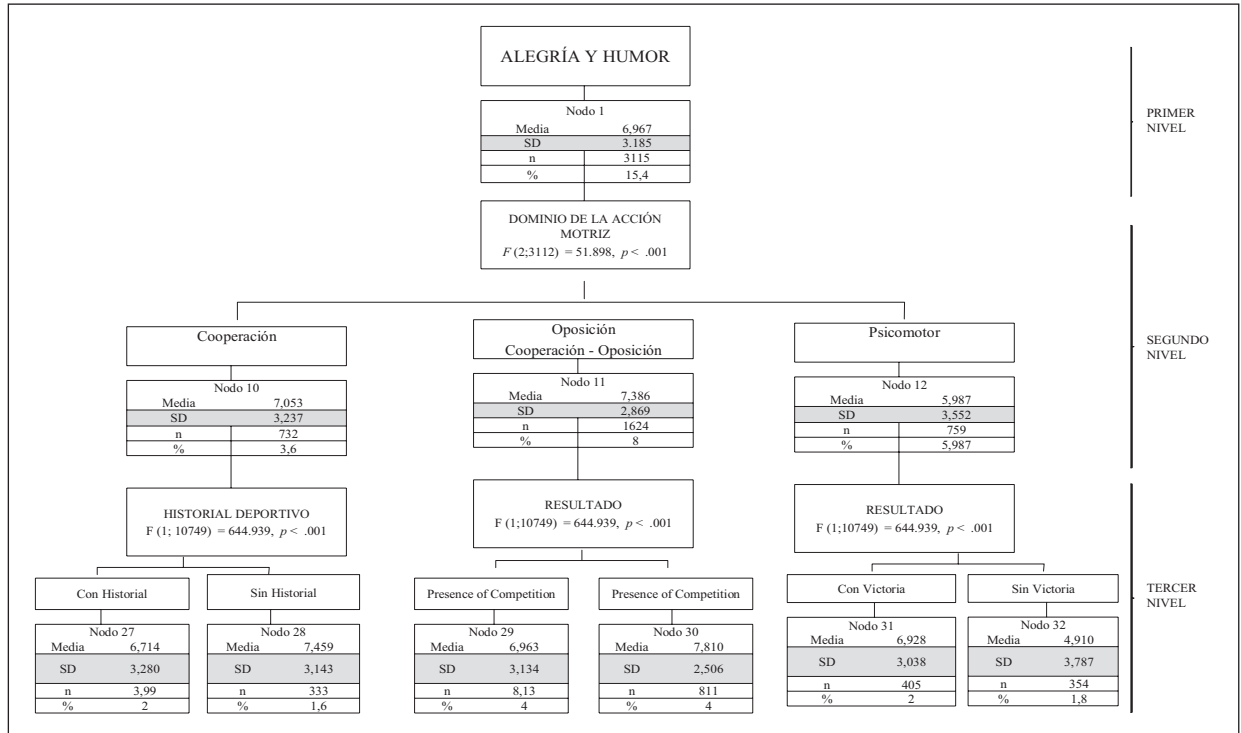 ALEGRÍA Y HUMOR
Nodo 1
Media 6,967
SD 3.185
n 3115
% 15,4
PRIMER
NIVEL
DOMINIO DE LA ACCIÓN
MOTRIZ
F (2;3112) = 51.898, p < .001
Cooperación
Nodo 10
Media 7,053
SD 3,237
n 732
% 3,6
Oposición
Cooperación - Oposición
Nodo 11
Media 7,386
SD 2,869
n 1624
% 8
Psicomotor
Nodo 12
Media 5,987
SD 3,552
n 759
% 5,987
SEGUNDO
NIVEL
HISTORIAL DEPORTIVO
F (1; 10749) = 644.939, p < .001
RESULTADO
F (1;10749) = 644.939, p < .001
RESULTADO
F (1;10749) = 644.939, p < .001
Con Historial
Nodo 27
Media 6,714
SD 3,280
n 3,99
% 2
Sin Historial
Nodo 28
Media 7,459
SD 3,143
n 333
% 1,6
Presence of Competition
Nodo 29
Media 6,963
SD 3,134
n 8,13
% 4
Presence of Competition
Nodo 30
Media 7,810
SD 2,506
n 811
% 4
Con Victoria
Nodo 31
Media 6,928
SD 3,038
n 405
% 2
Sin Victoria
Nodo 32
Media 4,910
SD 3,787
n 354
% 1,8
TERCER
NIVEL